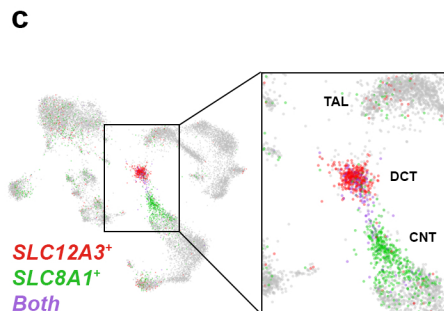 c
TAL
DCT
CNT
SLC12A3⁺
SLC8A1⁺
Both